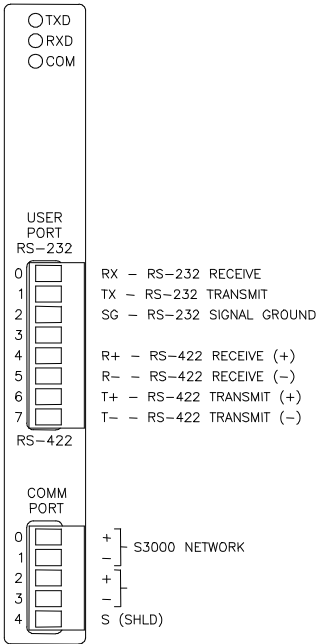 TXD
RXD
COM
USER
PORT
RS-232
0 RX - RS-232 RECEIVE
1 TX - RS-232 TRANSMIT
2 SG - RS-232 SIGNAL GROUND
3
4 R+ - RS-422 RECEIVE (+)
5 R- - RS-422 RECEIVE (-)
6 T+ - RS-422 TRANSMIT (+)
7 T- - RS-422 TRANSMIT (-)
RS-422
COMM
PORT
0 +
S3000 NETWORK
1 -
2 +
3 -
4 S (SHLD)